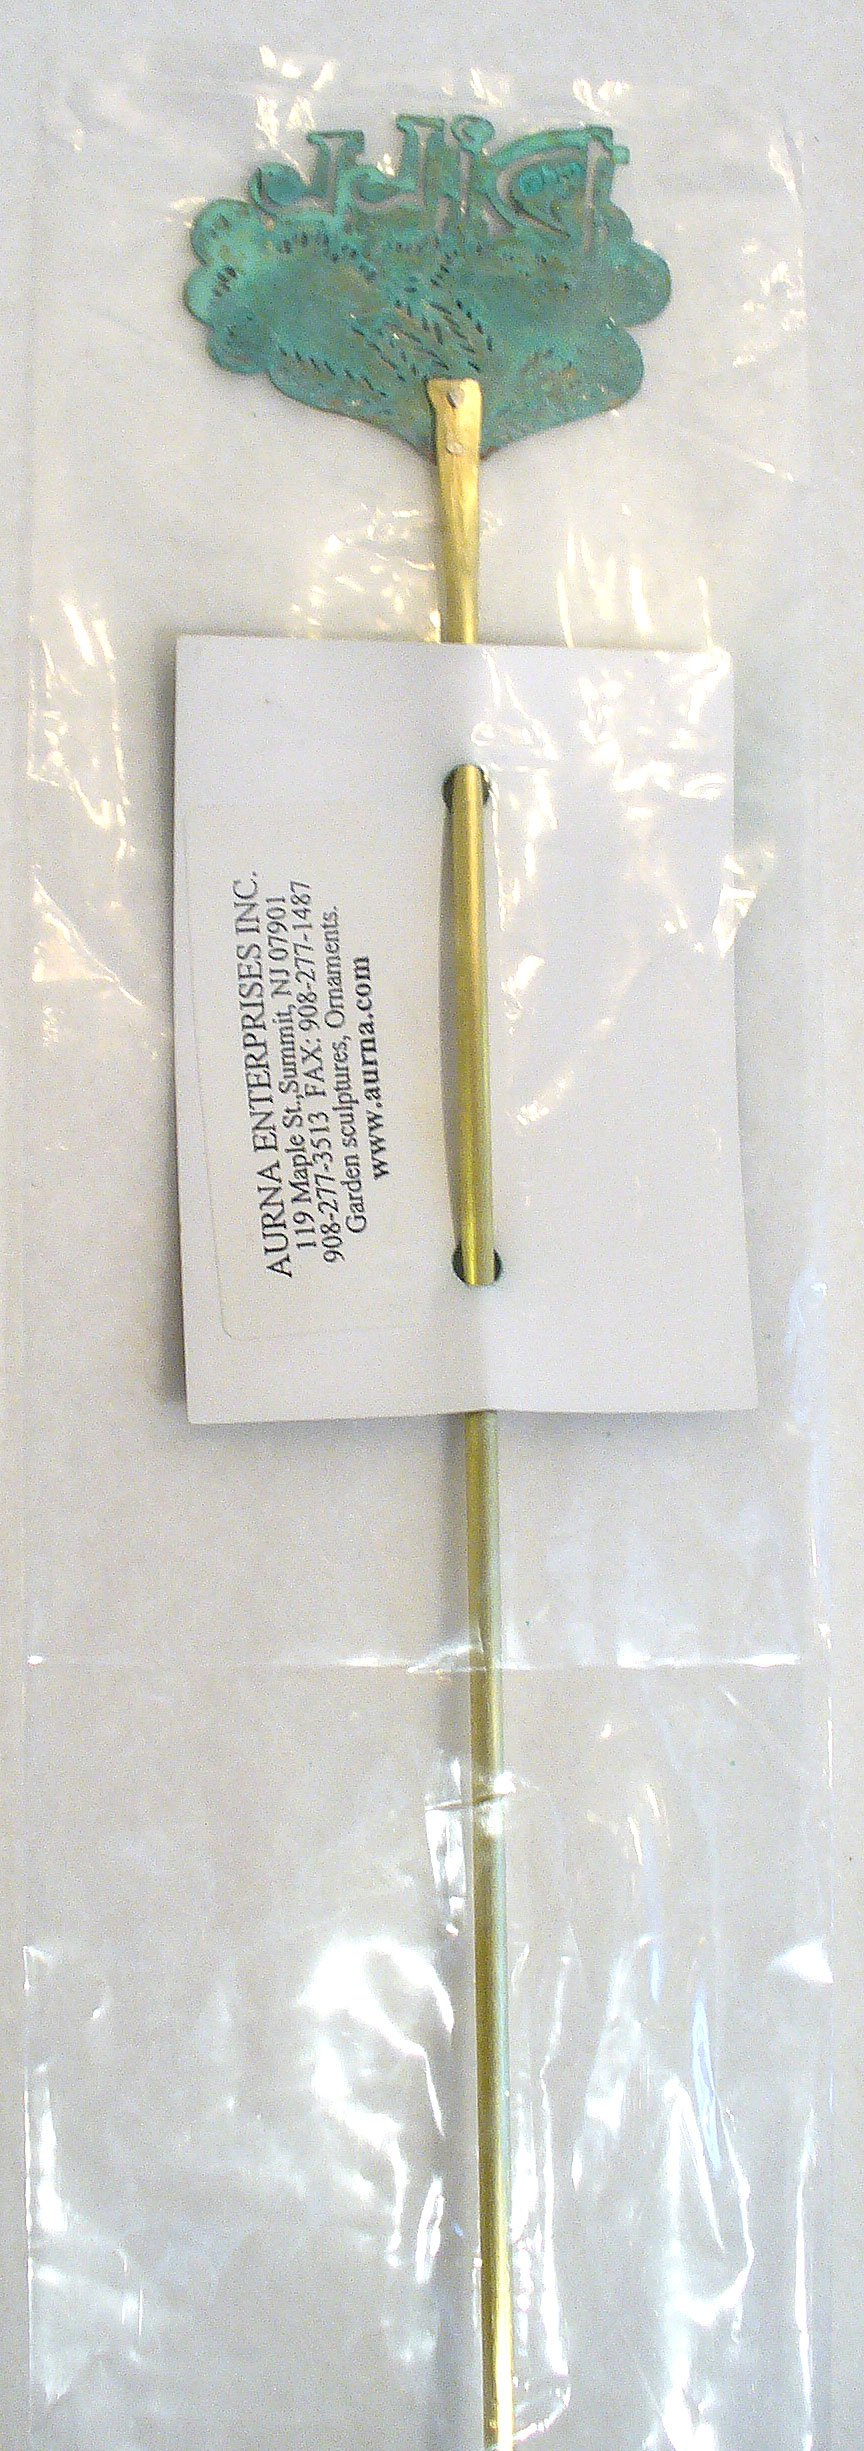 Dill
AURNA ENTERPRISES INC.
119 Maple St., Summit, NJ 07901
908-277-3513 FAX: 908-277-1487
Garden sculptures, Ornaments.
www.aurna.com